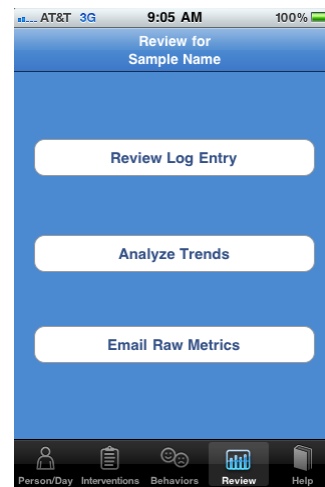 AT&T 3G 9:05 AM 100%
Review for
Sample Name
Review Log Entry
Analyze Trends
Email Raw Metrics
Person/Day Interventions Behaviors Review Help